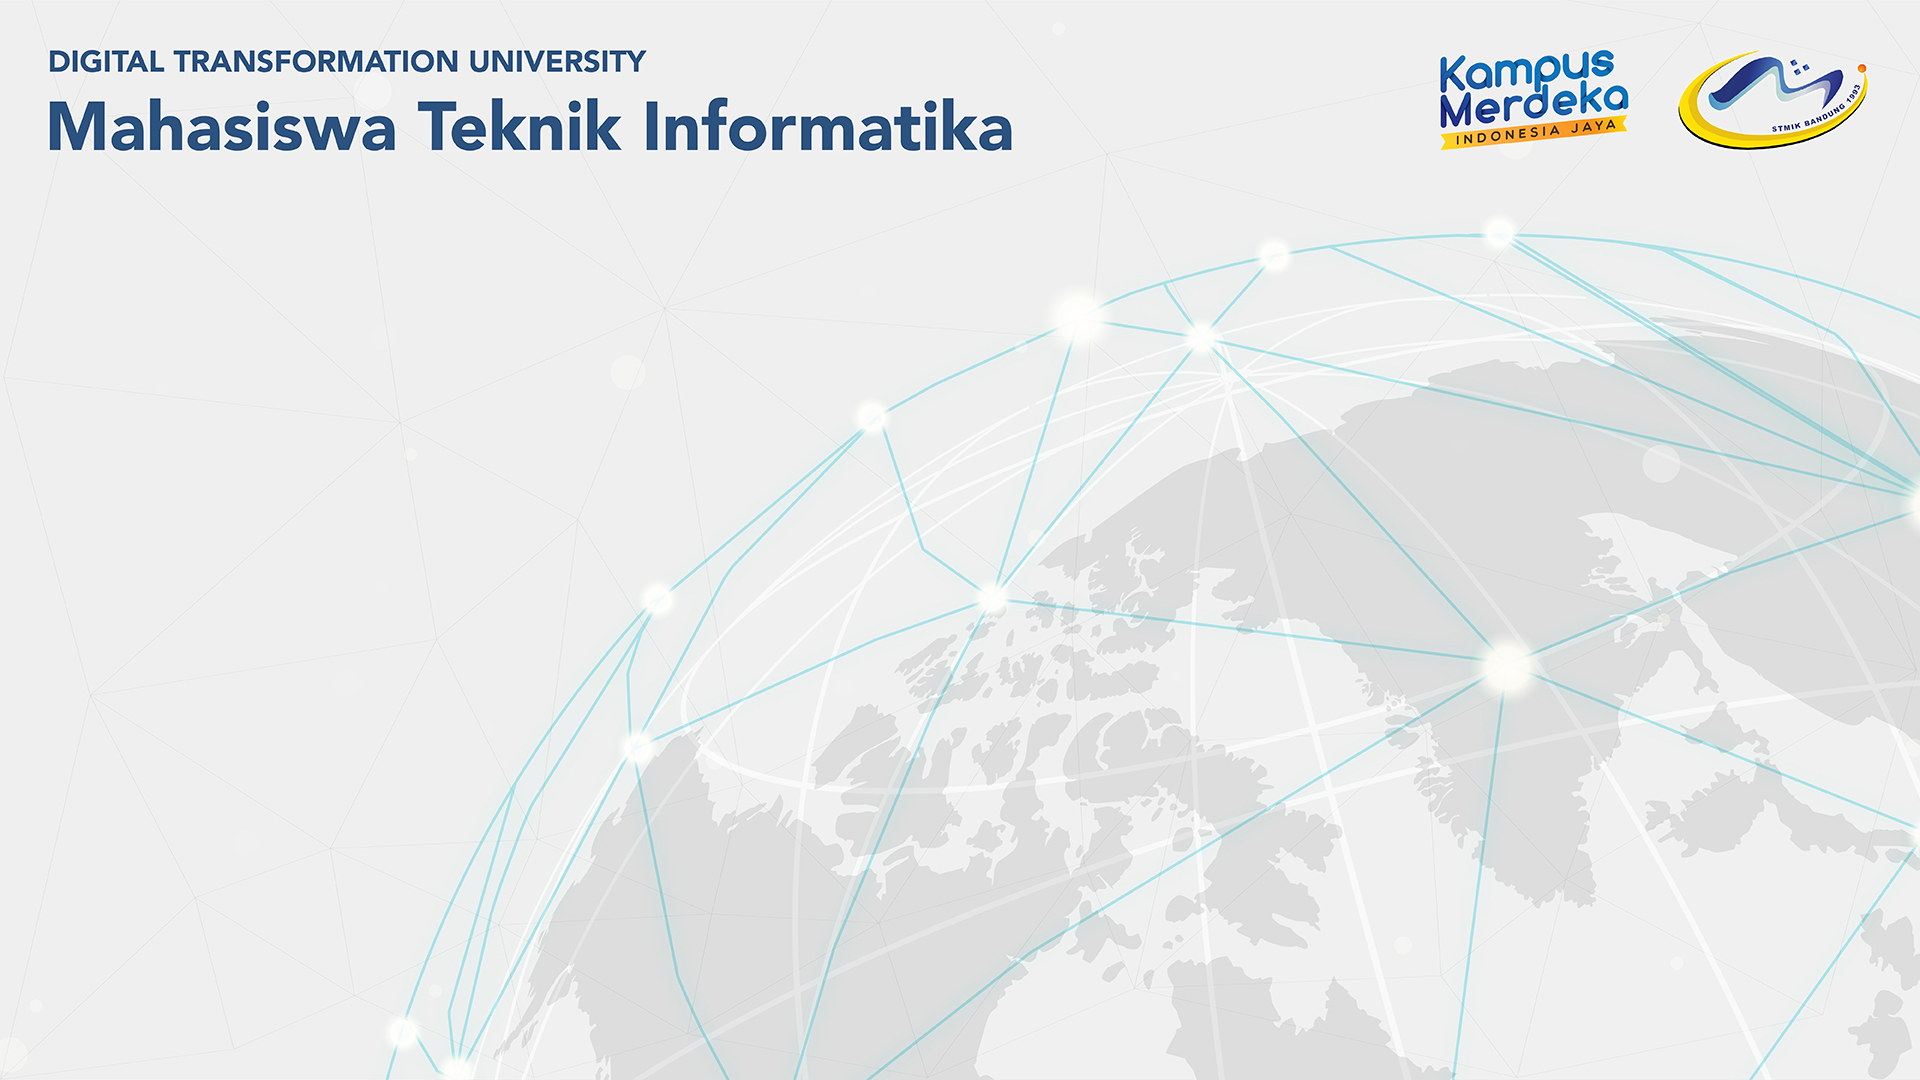 DIGITAL TRANSFORMATION UNIVERSITY
Mahasiswa Teknik Informatika
Kampus
Merdeka
INDONESIA JAYA
STMIK BANDUNG 1993